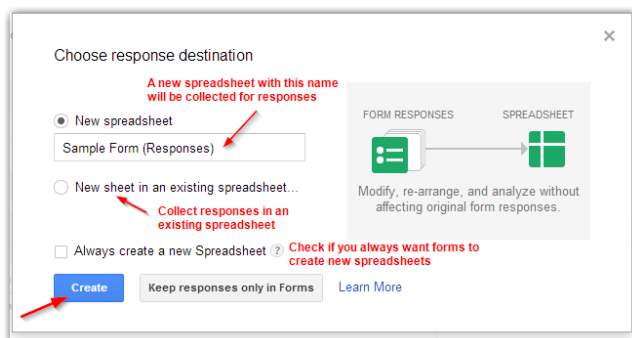 Choose response destination
A new spreadsheet with this name
will be collected for responses
New spreadsheet
Sample Form (Responses)
New sheet in an existing spreadsheet...
Collect responses in an
existing spreadsheet
Always create a new Spreadsheet ?
Check if you always want forms to
create new spreadsheets
Create
Keep responses only in Forms
Learn More
FORM RESPONSES
SPREADSHEET
Modify, re-arrange, and analyze without
affecting original form responses.